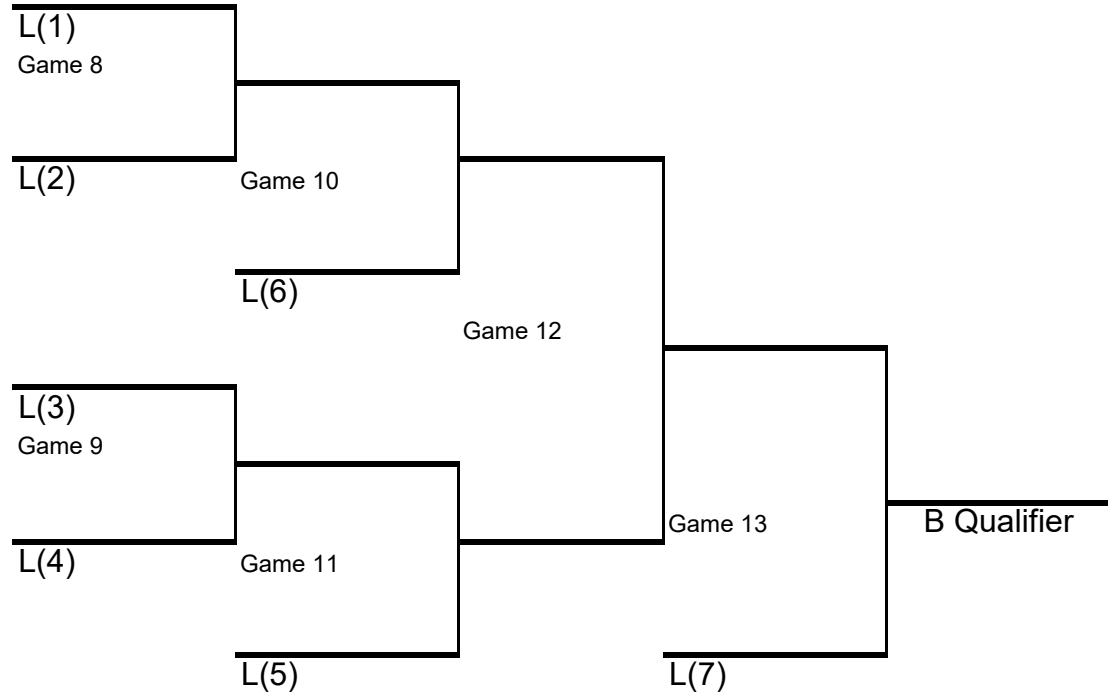 L(1)
Game 8
L(2)
Game 10
L(6)
Game 12
L(3)
Game 9
Game 13
B Qualifier
L(4)
Game 11
L(5)
L(7)